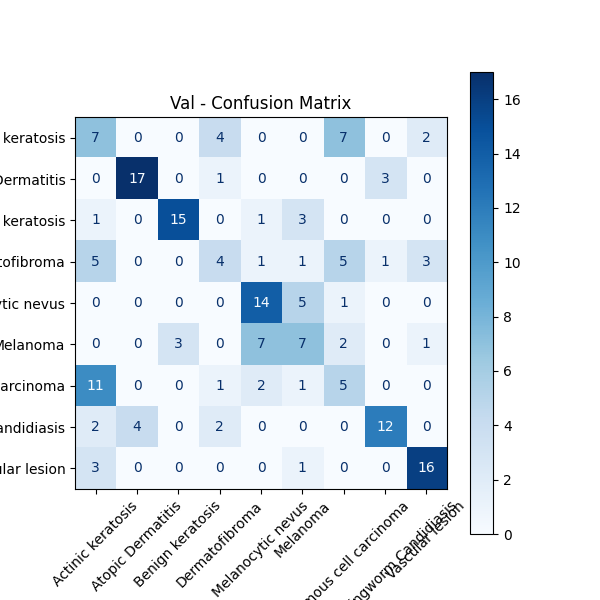 Val - Confusion Matrix
keratosis 7 0 0 4 0 0 7 0 2
Dermatitis 0 17 0 1 0 0 0 3 0
keratosis 1 0 15 0 1 3 0 0 0
tofibroma 5 0 0 4 1 1 5 1 3
tic nevus 0 0 0 0 14 5 1 0 0
Melanoma 0 0 3 0 7 7 2 0 1
arcinoma 11 0 0 1 2 1 5 0 0
andidiasis 2 4 0 2 0 0 0 12 0
ular lesion 3 0 0 0 0 1 0 0 16
Actinic keratosis
Atopic Dermatitis
Benign keratosis
Dermatofibroma
Melanocytic nevus
Melanoma
mous cell carcinoma
ingworm Candidiasis
Vascular lesion
16
14
12
10
8
6
4
2
0